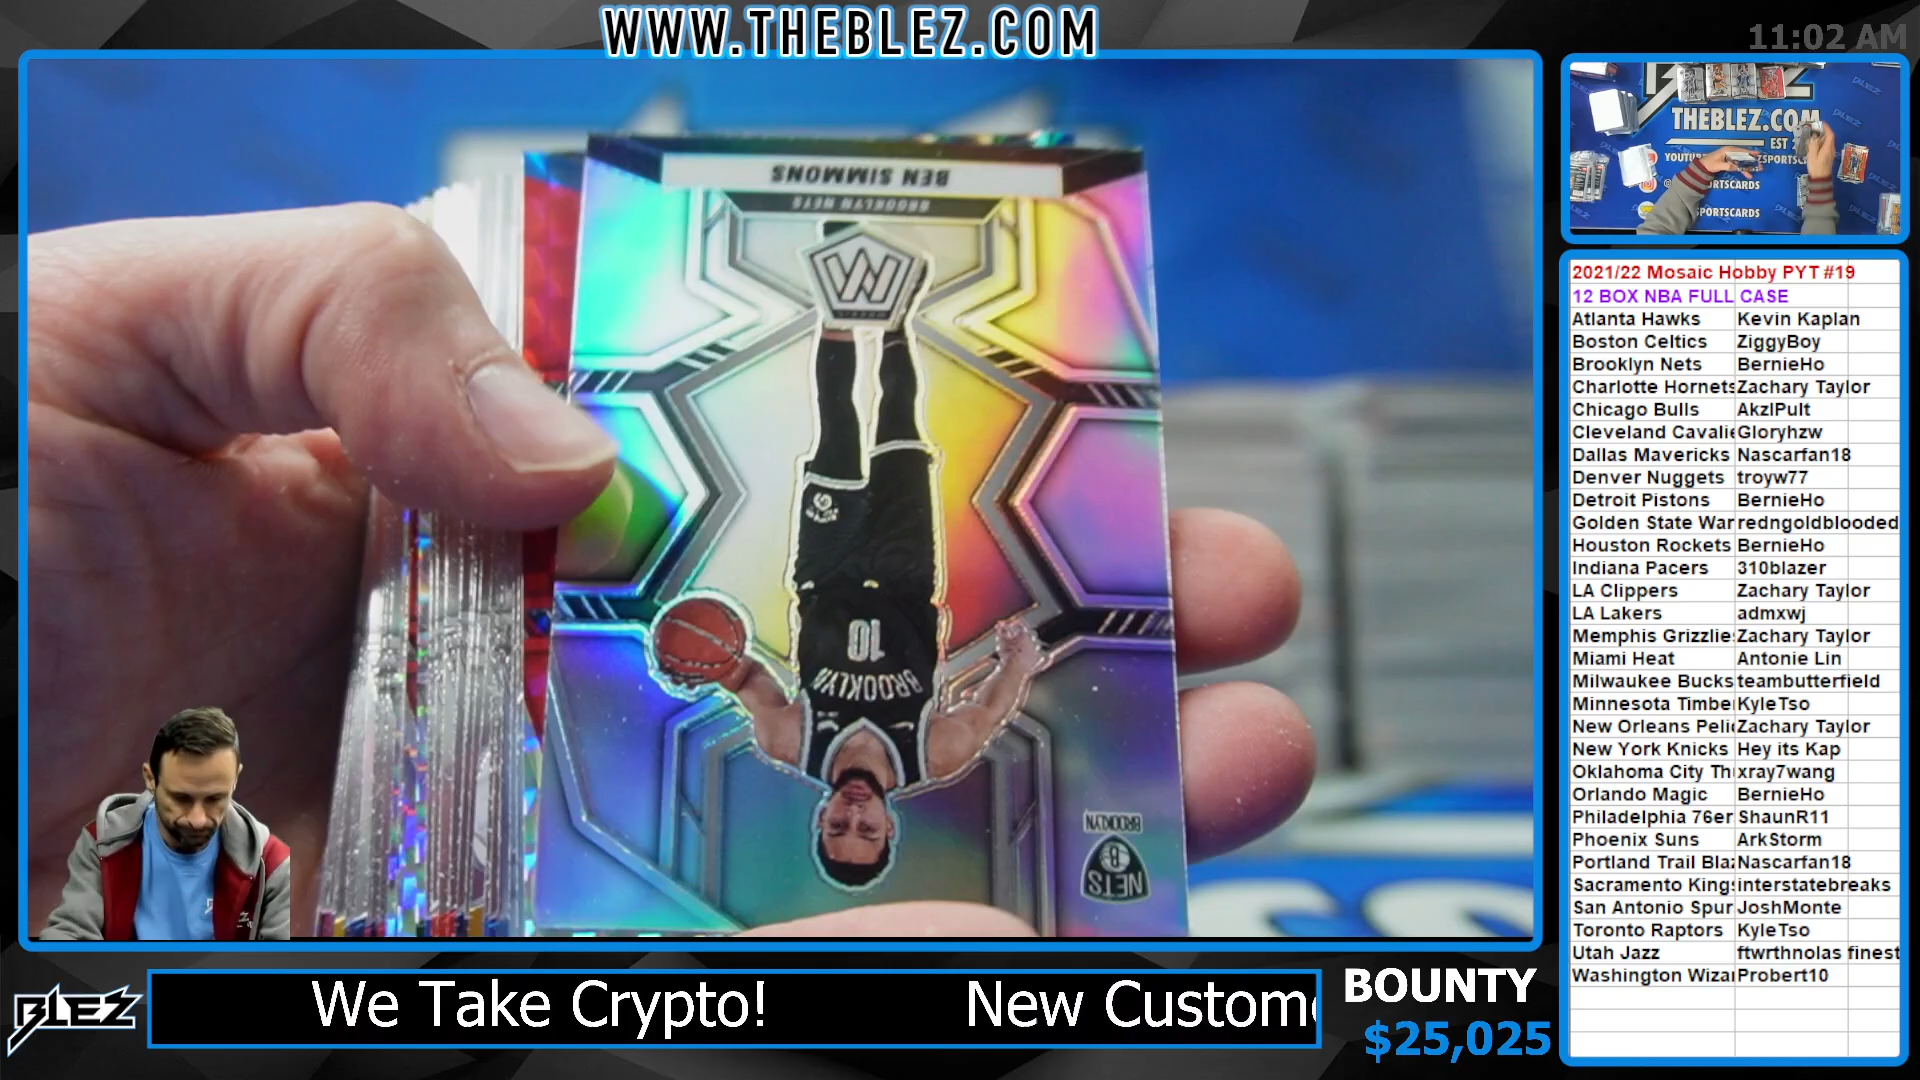 WWW.THEBLEZ.COM
11:02 AM
BEN SIMMONS
BROOKLYN NETS
10
BROOKLYN
BROOKLYN
B
NETS
THEBLEZ.COM
EST
2021/22 Mosaic Hobby PYT #19
12 BOX NBA FULL CASE
Atlanta Hawks Kevin Kaplan
Boston Celtics ZiggyBoy
Brooklyn Nets BernieHo
Charlotte Hornets Zachary Taylor
Chicago Bulls AkzlPult
Cleveland Cavalie Gloryhzw
Dallas Mavericks Nascarfan18
Denver Nuggets troyw77
Detroit Pistons BernieHo
Golden State War redngoldblooded
Houston Rockets BernieHo
Indiana Pacers 310blazer
LA Clippers Zachary Taylor
LA Lakers admxwj
Memphis Grizzlie Zachary Taylor
Miami Heat Antonie Lin
Milwaukee Bucks teambutterfield
Minnesota Timbe KyleTso
New Orleans Peli Zachary Taylor
New York Knicks Hey its Kap
Oklahoma City Th xray7wang
Orlando Magic BernieHo
Philadelphia 76er ShaunR11
Phoenix Suns ArkStorm
Portland Trail Blaz Nascarfan18
Sacramento Kings interstatebreaks
San Antonio Spur JoshMonte
Toronto Raptors KyleTso
Utah Jazz ftwrthnolas finest
Washington Wiza Probert10
BLEZ
We Take Crypto! New Custome
BOUNTY
$25,025